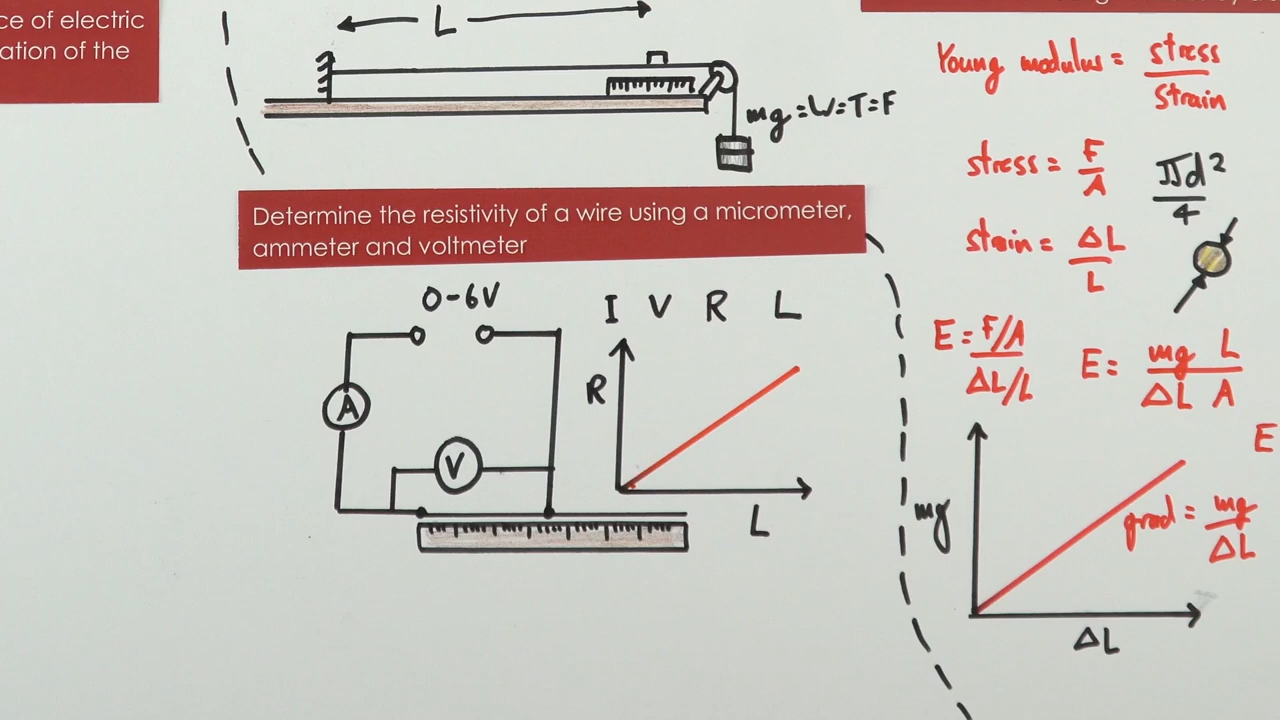 ce of electric
ation of the
L
mg = W = T = F
Determine the resistivity of a wire using a micrometer,
ammeter and voltmeter
0-6V
A
V
I V R L
R
L
Young modulus = stress / strain
stress = F / A
πd² / 4
strain = ΔL / L
E = F/A / ΔL/L
E = mg L / ΔL A
E
mg
grad = mg / ΔL
ΔL